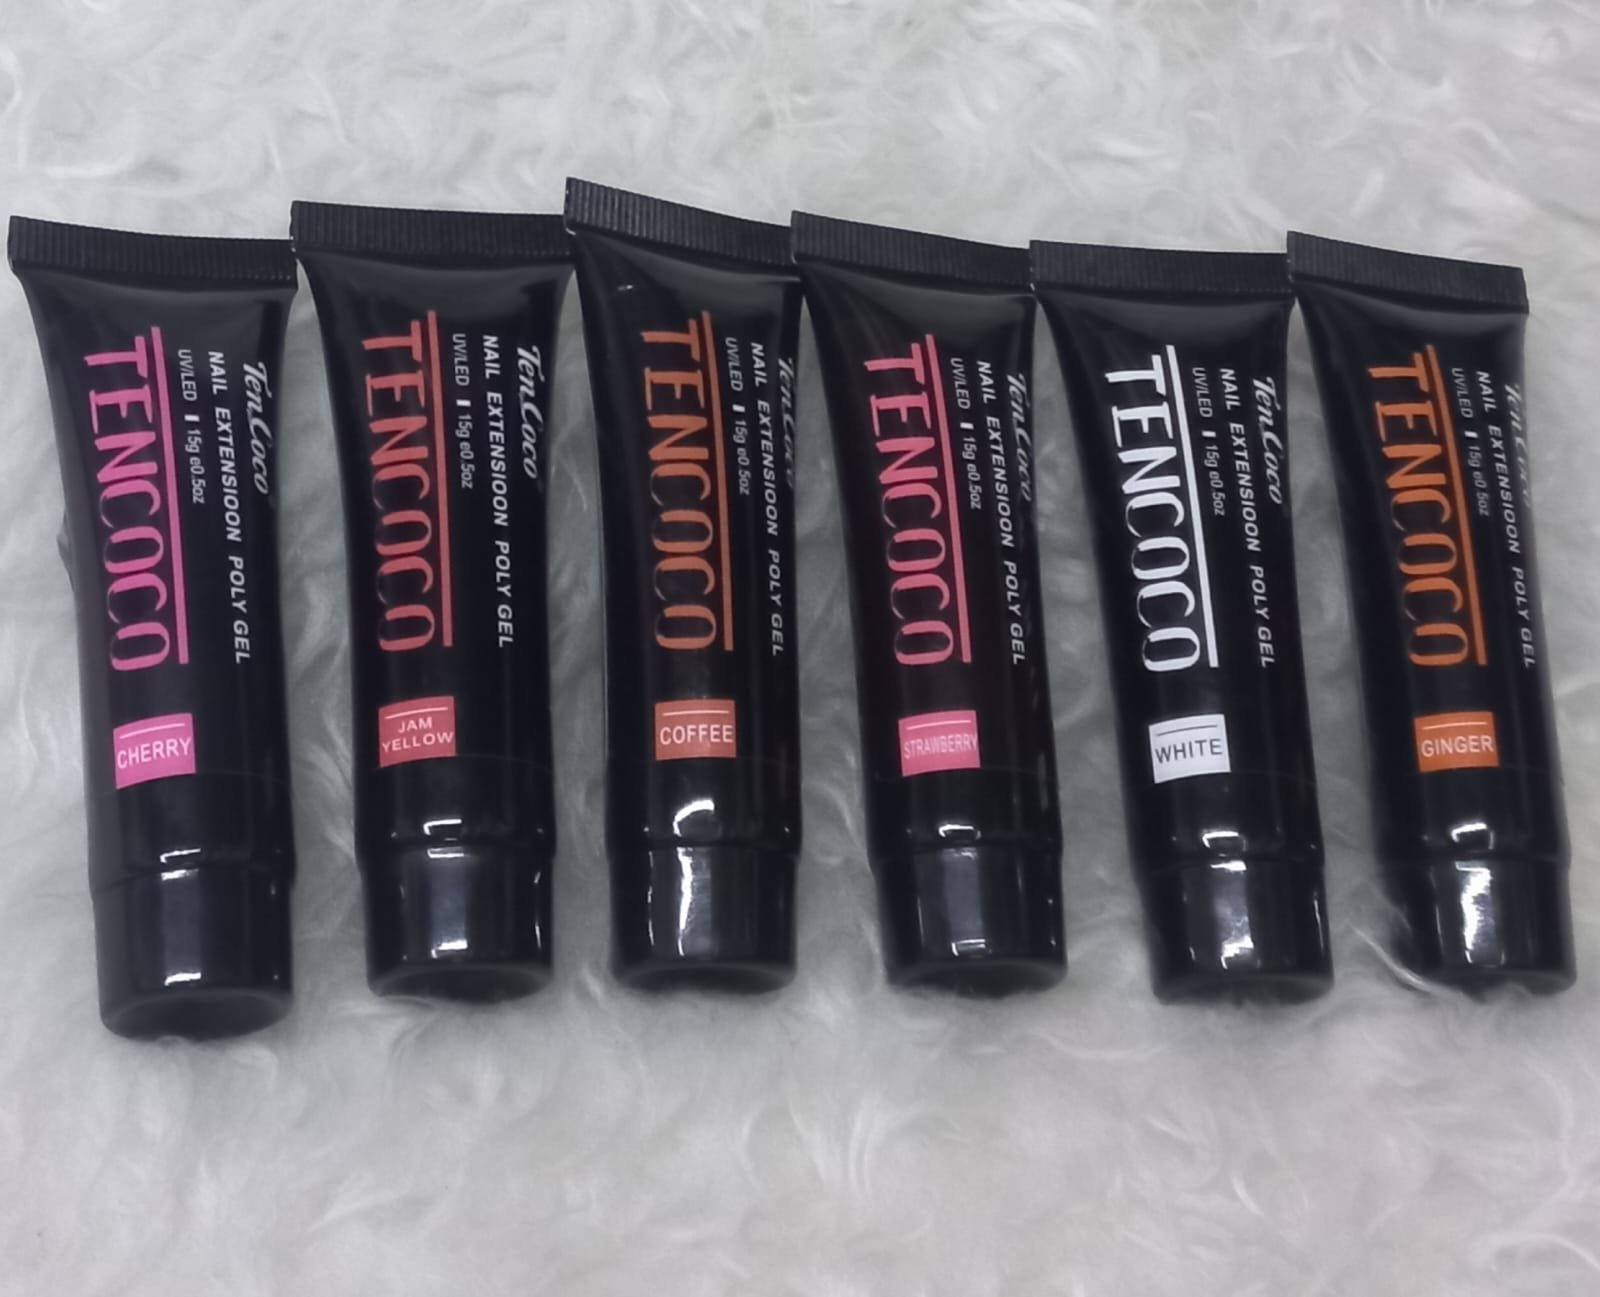 TenCoco
NAIL EXTENSIOON POLY GEL
UV/LED 15g e0.5oz
TENCOCO
CHERRY
TenCoco
NAIL EXTENSIOON POLY GEL
UV/LED 15g e0.5oz
TENCOCO
JAM
YELLOW
TenCoco
NAIL EXTENSIOON POLY GEL
UV/LED 15g e0.5oz
TENCOCO
COFFEE
TenCoco
NAIL EXTENSIOON POLY GEL
UV/LED 15g e0.5oz
TENCOCO
STRAWBERRY
TenCoco
NAIL EXTENSIOON POLY GEL
UV/LED 15g e0.5oz
TENCOCO
WHITE
TenCoco
NAIL EXTENSIOON POLY GEL
UV/LED 15g e0.5oz
TENCOCO
GINGER